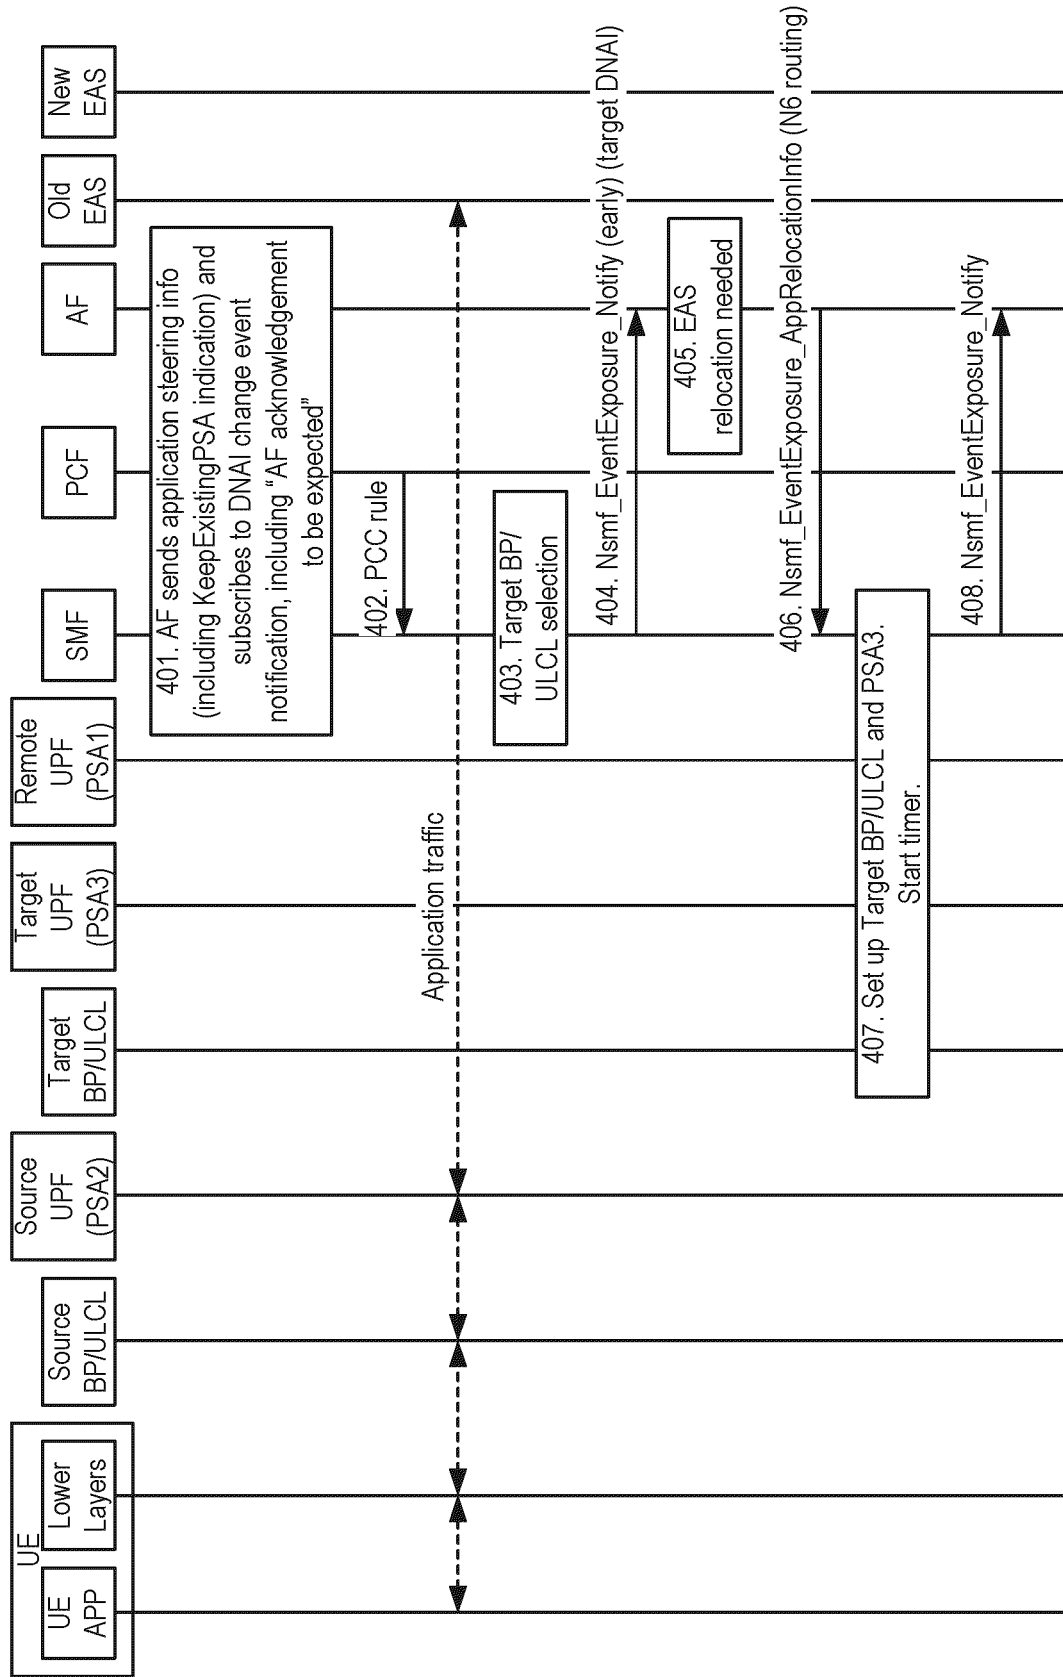 UE
UE
APP
Lower
Layers
Source
BP/ULCL
Source
UPF
(PSA2)
Target
BP/ULCL
Target
UPF
(PSA3)
Remote
UPF
(PSA1)
SMF
PCF
AF
Old
EAS
New
EAS
401. AF sends application steering info
(including KeepExistingPSA indication) and
subscribes to DNAI change event
notification, including “AF acknowledgement
to be expected”
402. PCC rule
Application traffic
403. Target BP/
ULCL selection
404. Nsmf_EventExposure_Notify (early) (target DNAI)
405. EAS
relocation needed
406. Nsmf_EventExposure_AppRelocationInfo (N6 routing)
407. Set up Target BP/ULCL and PSA3.
Start timer.
408. Nsmf_EventExposure_Notify